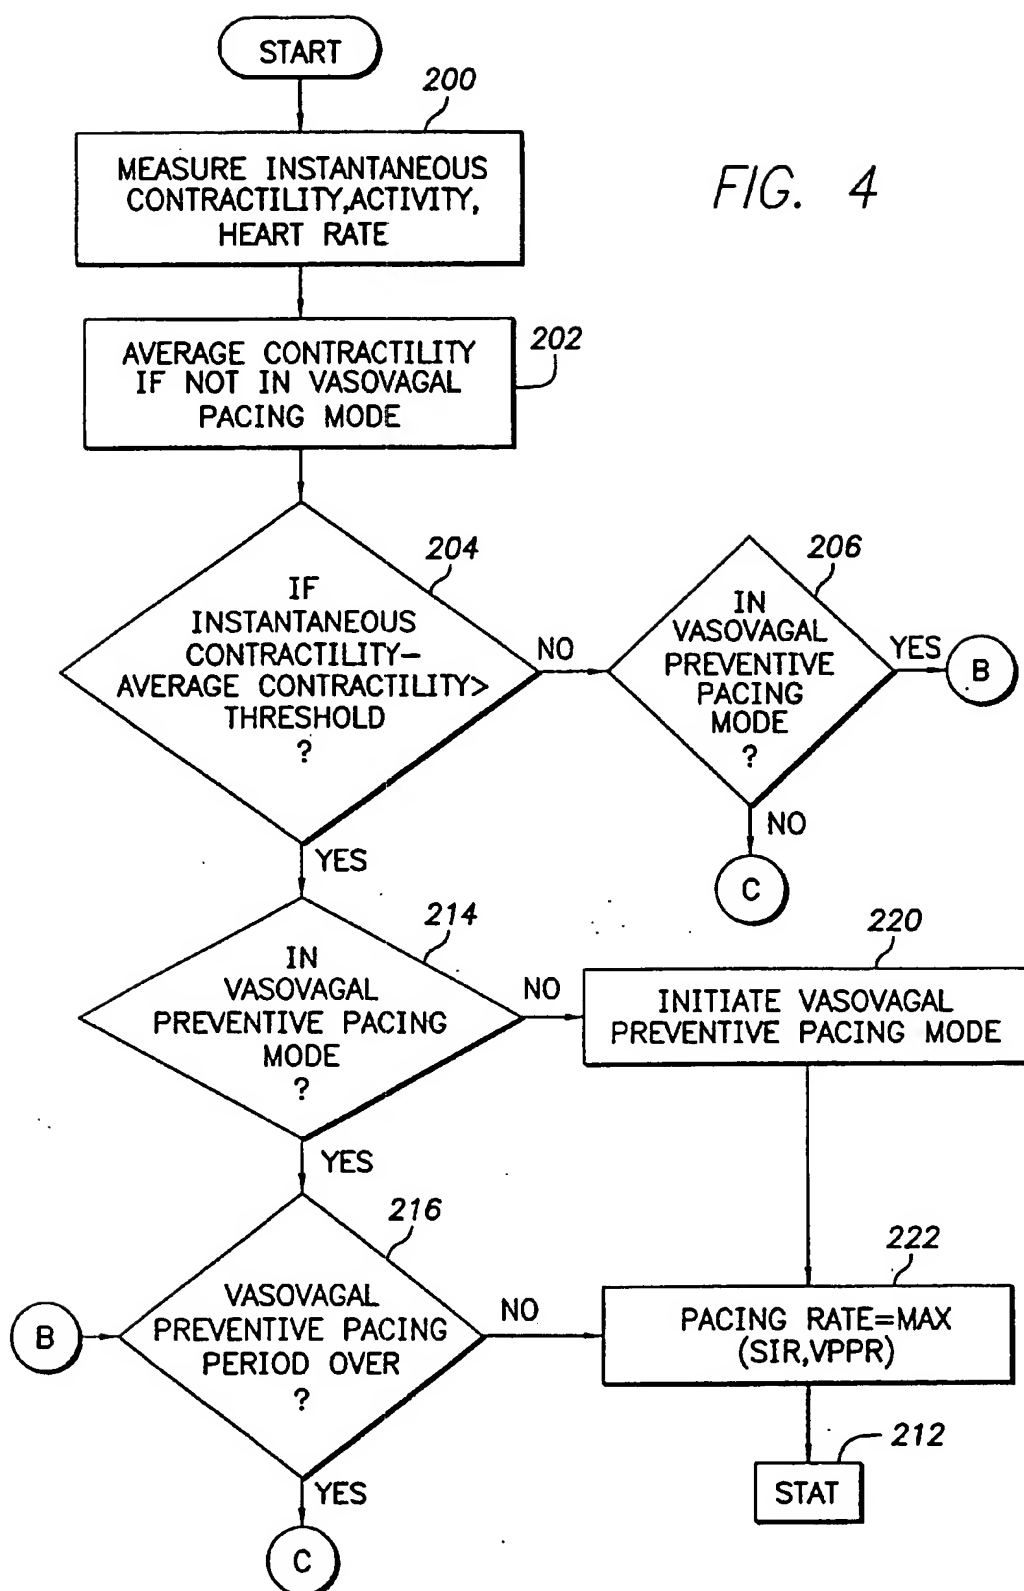 START
200
MEASURE INSTANTANEOUS
CONTRACTILITY,ACTIVITY,
HEART RATE
FIG. 4
AVERAGE CONTRACTILITY
IF NOT IN VASOVAGAL
PACING MODE
202
204
IF
INSTANTANEOUS
CONTRACTILITY–
AVERAGE CONTRACTILITY>
THRESHOLD
?
NO
206
IN
VASOVAGAL
PREVENTIVE
PACING
MODE
?
YES
B
NO
C
YES
214
IN
VASOVAGAL
PREVENTIVE PACING
MODE
?
NO
220
INITIATE VASOVAGAL
PREVENTIVE PACING MODE
YES
216
B
VASOVAGAL
PREVENTIVE PACING
PERIOD OVER
?
NO
222
PACING RATE=MAX
(SIR,VPPR)
212
STAT
YES
C